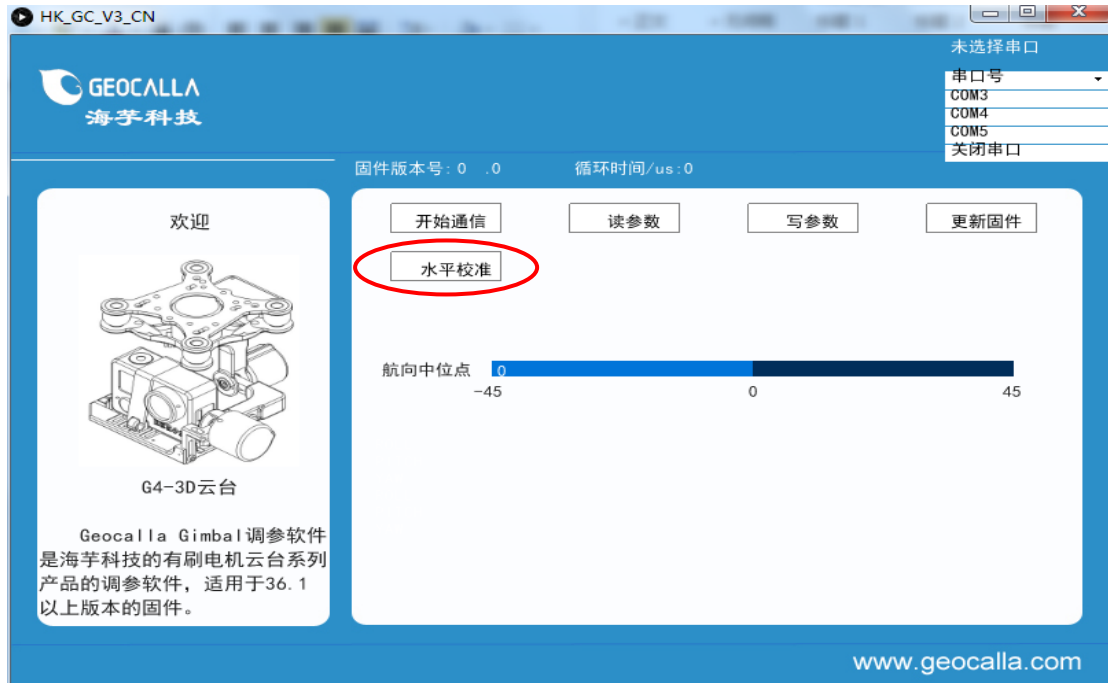 HK_GC_V3_CN
未选择串口
串口号
COM3
COM4
COM5
关闭串口
GEOCALLA
海芋科技
固件版本号: 0 .0 循环时间/us:0
欢迎
开始通信 读参数 写参数 更新固件
水平校准
航向中位点 0
-45 0 45
G4-3D云台
Geocalla Gimbal调参软件
是海芋科技的有刷电机云台系列
产品的调参软件，适用于36.1
以上版本的固件。
www.geocalla.com